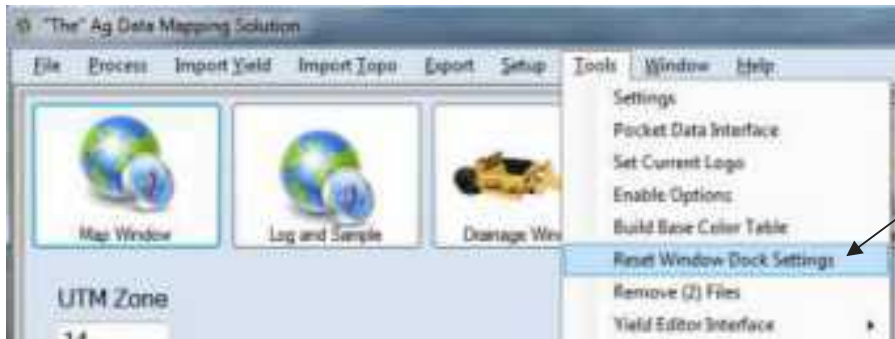 "The" Ag Data Mapping Solution
File Process Import Yield Import Topo Export Setup Tools Window Help
Settings
Pocket Data Interface
Set Current Logo
Enable Options
Build Base Color Table
Reset Window Dock Settings
Remove (2) Files
Yield Editor Interface
Map Window
Log and Sample
Drainage Win
UTM Zone
14